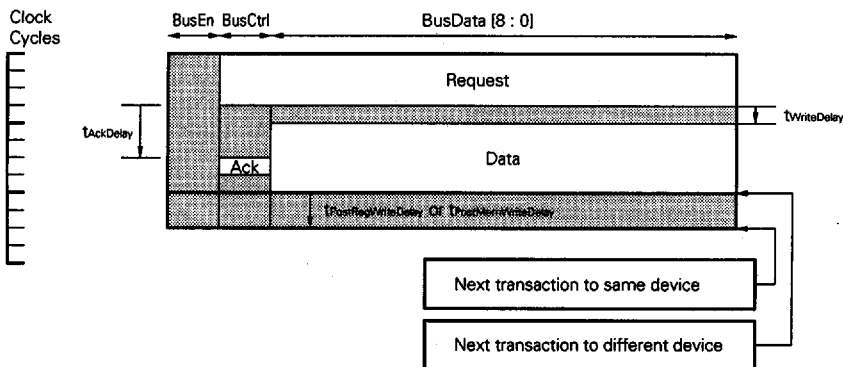 Clock
Cycles
BusEn BusCtrl BusData [8 : 0]
Request
tAckDelay
tWriteDelay
Ack
Data
tPostRegWriteDelay or tPostMemWriteDelay
Next transaction to same device
Next transaction to different device